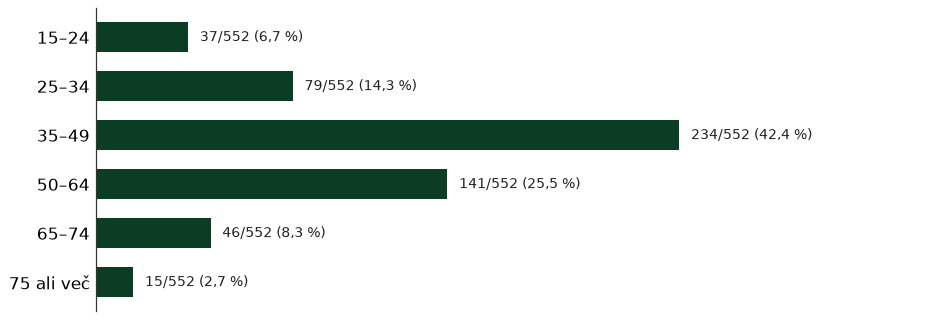 15–24 37/552 (6,7 %)
25–34 79/552 (14,3 %)
35–49 234/552 (42,4 %)
50–64 141/552 (25,5 %)
65–74 46/552 (8,3 %)
75 ali več 15/552 (2,7 %)